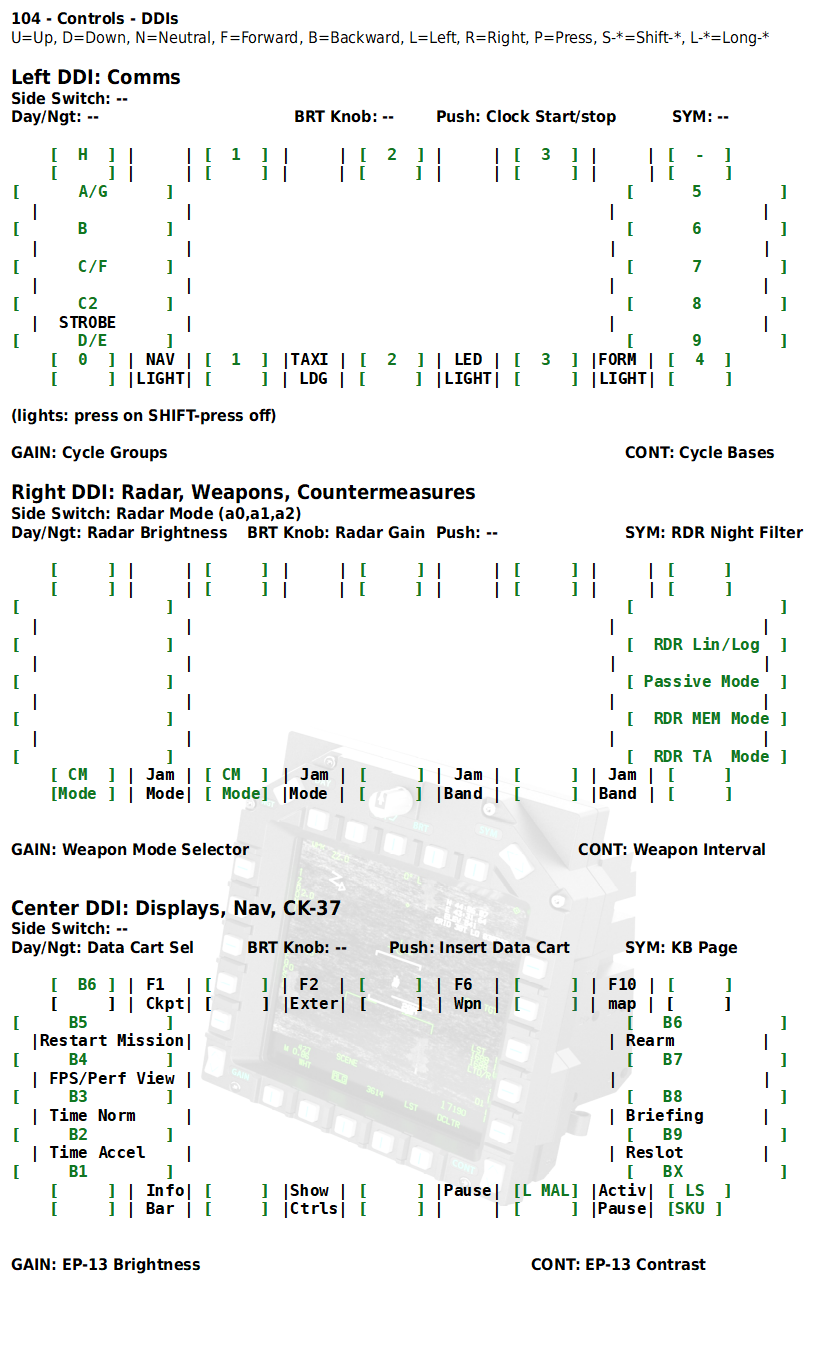 104 - Controls - DDIs
U=Up, D=Down, N=Neutral, F=Forward, B=Backward, L=Left, R=Right, P=Press, S-*=Shift-*, L-*=Long-*
Left DDI: Comms
Side Switch: --
Day/Ngt: -- BRT Knob: -- Push: Clock Start/stop SYM: --
[ H ] | | [ 1 ] | | [ 2 ] | | [ 3 ] | | [ - ]
[ ] | | [ ] | | [ ] | | [ ] | | [ ]
[ A/G ] [ 5 ]
| | | |
[ B ] [ 6 ]
| | | |
[ C/F ] [ 7 ]
| | | |
[ C2 ] [ 8 ]
| STROBE | | |
[ D/E ] [ 9 ]
[ 0 ] | NAV | [ 1 ] |TAXI | [ 2 ] | LED | [ 3 ] |FORM | [ 4 ]
[ ] |LIGHT| [ ] | LDG | [ ] |LIGHT| [ ] |LIGHT| [ ]
(lights: press on SHIFT-press off)
GAIN: Cycle Groups CONT: Cycle Bases
Right DDI: Radar, Weapons, Countermeasures
Side Switch: Radar Mode (a0,a1,a2)
Day/Ngt: Radar Brightness BRT Knob: Radar Gain Push: -- SYM: RDR Night Filter
[ ] | | [ ] | | [ ] | | [ ] | | [ ]
[ ] | | [ ] | | [ ] | | [ ] | | [ ]
[ ] [ ]
| | | |
[ ] [ RDR Lin/Log ]
| | | |
[ ] [ Passive Mode ]
| | | |
[ ] [ RDR MEM Mode ]
| | | |
[ ] [ RDR TA Mode ]
[ CM ] | Jam | [ CM ] | Jam | [ ] | Jam | [ ] | Jam | [ ]
[Mode ] | Mode| [ Mode] |Mode | [ ] |Band | [ ] |Band | [ ]
GAIN: Weapon Mode Selector CONT: Weapon Interval
Center DDI: Displays, Nav, CK-37
Side Switch: --
Day/Ngt: Data Cart Sel BRT Knob: -- Push: Insert Data Cart SYM: KB Page
[ B6 ] | F1 | [ ] | F2 | [ ] | F6 | [ ] | F10 | [ ]
[ ] | Ckpt| [ ] |Exter| [ ] | Wpn | [ ] | map | [ ]
[ B5 ] [ B6 ]
|Restart Mission| | Rearm |
[ B4 ] [ B7 ]
| FPS/Perf View | | |
[ B3 ] [ B8 ]
| Time Norm | | Briefing |
[ B2 ] [ B9 ]
| Time Accel | | Reslot |
[ B1 ] [ BX ]
[ ] | Info| [ ] |Show | [ ] |Pause| [L MAL] |Activ| [ LS ]
[ ] | Bar | [ ] |Ctrls| [ ] | | [ ] |Pause| [SKU ]
GAIN: EP-13 Brightness CONT: EP-13 Contrast